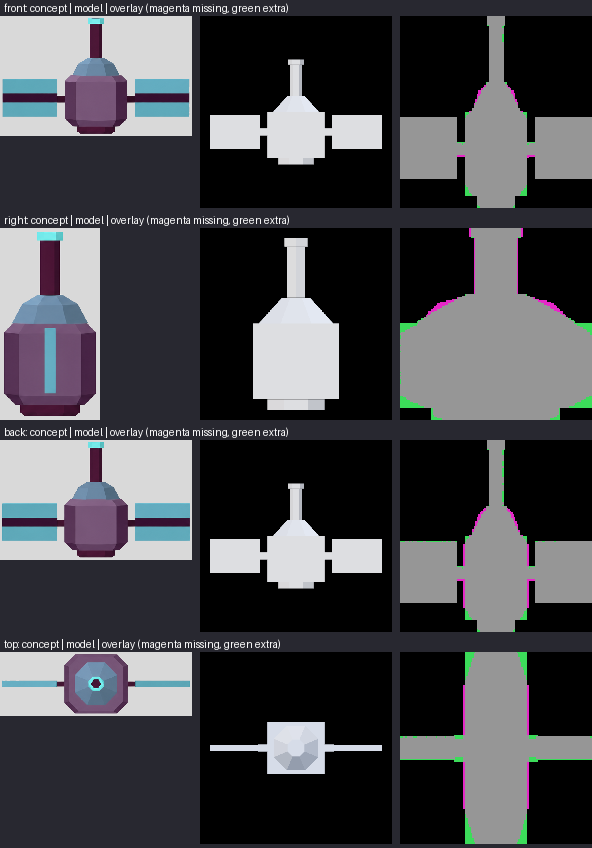 front: concept | model | overlay (magenta missing, green extra)
right: concept | model | overlay (magenta missing, green extra)
back: concept | model | overlay (magenta missing, green extra)
top: concept | model | overlay (magenta missing, green extra)